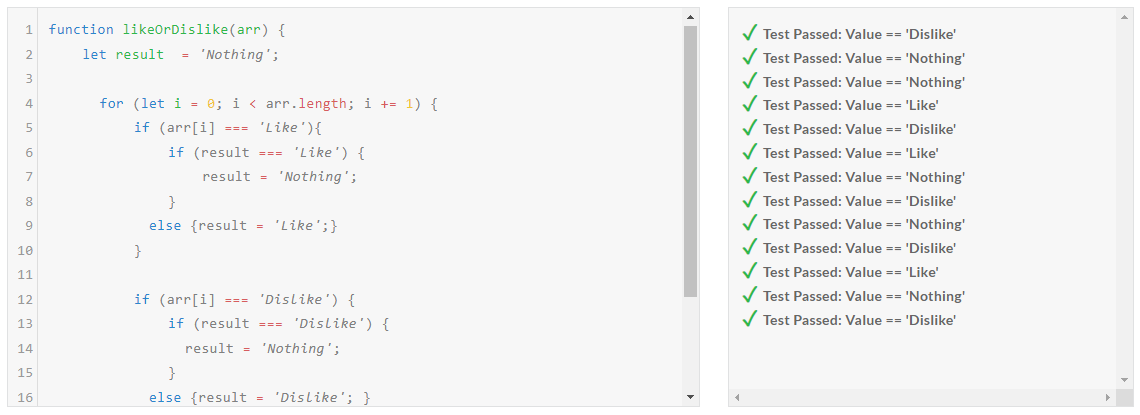 1 function likeOrDislike(arr) {
2 let result  = 'Nothing';
3
4 for (let i = 0; i < arr.length; i += 1) {
5 if (arr[i] === 'Like'){
6 if (result === 'Like') {
7 result = 'Nothing';
8 }
9 else {result = 'Like';}
10 }
11
12 if (arr[i] === 'Dislike') {
13 if (result === 'Dislike') {
14 result = 'Nothing';
15 }
16 else {result = 'Dislike'; }
Test Passed: Value == 'Dislike'
Test Passed: Value == 'Nothing'
Test Passed: Value == 'Nothing'
Test Passed: Value == 'Like'
Test Passed: Value == 'Dislike'
Test Passed: Value == 'Like'
Test Passed: Value == 'Nothing'
Test Passed: Value == 'Dislike'
Test Passed: Value == 'Nothing'
Test Passed: Value == 'Dislike'
Test Passed: Value == 'Like'
Test Passed: Value == 'Nothing'
Test Passed: Value == 'Dislike'